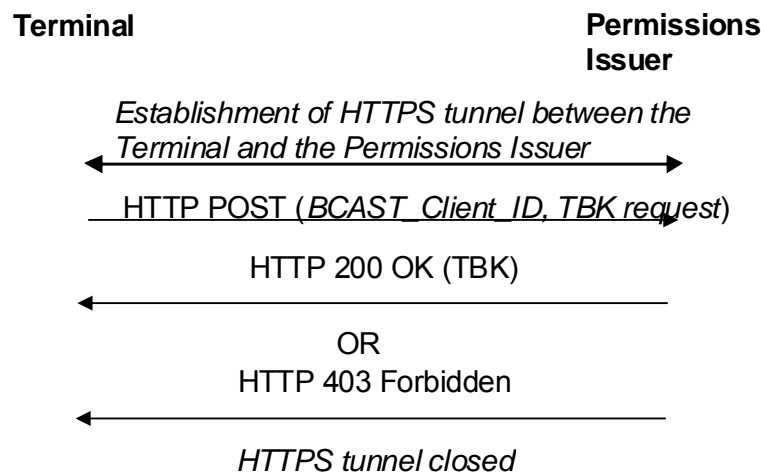 Terminal
Permissions
Issuer
Establishment of HTTPS tunnel between the
Terminal and the Permissions Issuer
HTTP POST (BCAST_Client_ID, TBK request)
HTTP 200 OK (TBK)
OR
HTTP 403 Forbidden
HTTPS tunnel closed